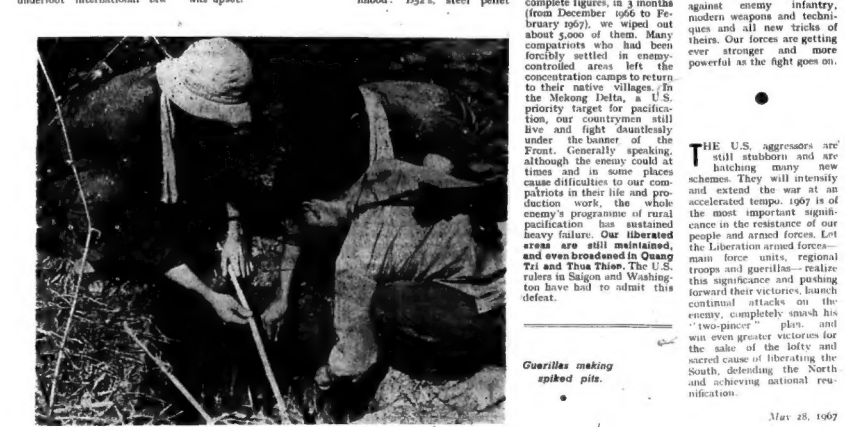 underfoot international
was upset.
steel pellet
complete figures, in 3 months
(from December 1966 to Fe-
bruary 1967), we wiped out
about 5,000 of them. Many
compatriots who had been
forcibly settled in enemy-
controlled areas left the
concentration camps to return
to their native villages. In
the Mekong Delta, a U.S.
priority target for pacifica-
tion, our countrymen still
live and fight dauntlessly
under the banner of the
Front. Generally speaking,
although the enemy could at
times and in some places
cause difficulties to our com-
patriots in their life and pro-
duction work, the whole
enemy's programme of rural
pacification has sustained
heavy failure. Our liberated
areas are still maintained,
and even broadened in Quang
Tri and Thua Thien. The U.S.
rulers in Saigon and Washing-
ton have had to admit this
defeat.
Guerillas making
spiked pits.
against enemy infantry,
modern weapons and techni-
ques and all new tricks of
theirs. Our forces are getting
ever stronger and more
powerful as the fight goes on.
THE U.S. aggressors are
still stubborn and are
hatching many new
schemes. They will intensify
and extend the war at an
accelerated tempo. 1967 is of
the most important signifi-
cance in the resistance of our
people and armed forces. Let
the Liberation armed forces—
main force units, regional
troops and guerillas—realize
this significance and pushing
forward their victories, launch
continual attacks on the
enemy, completely smash his
"two-pincer" plan, and
win even greater victories for
the sake of the lofty and
sacred cause of liberating the
South, defending the North
and achieving national reu-
nification.
May 28, 1967